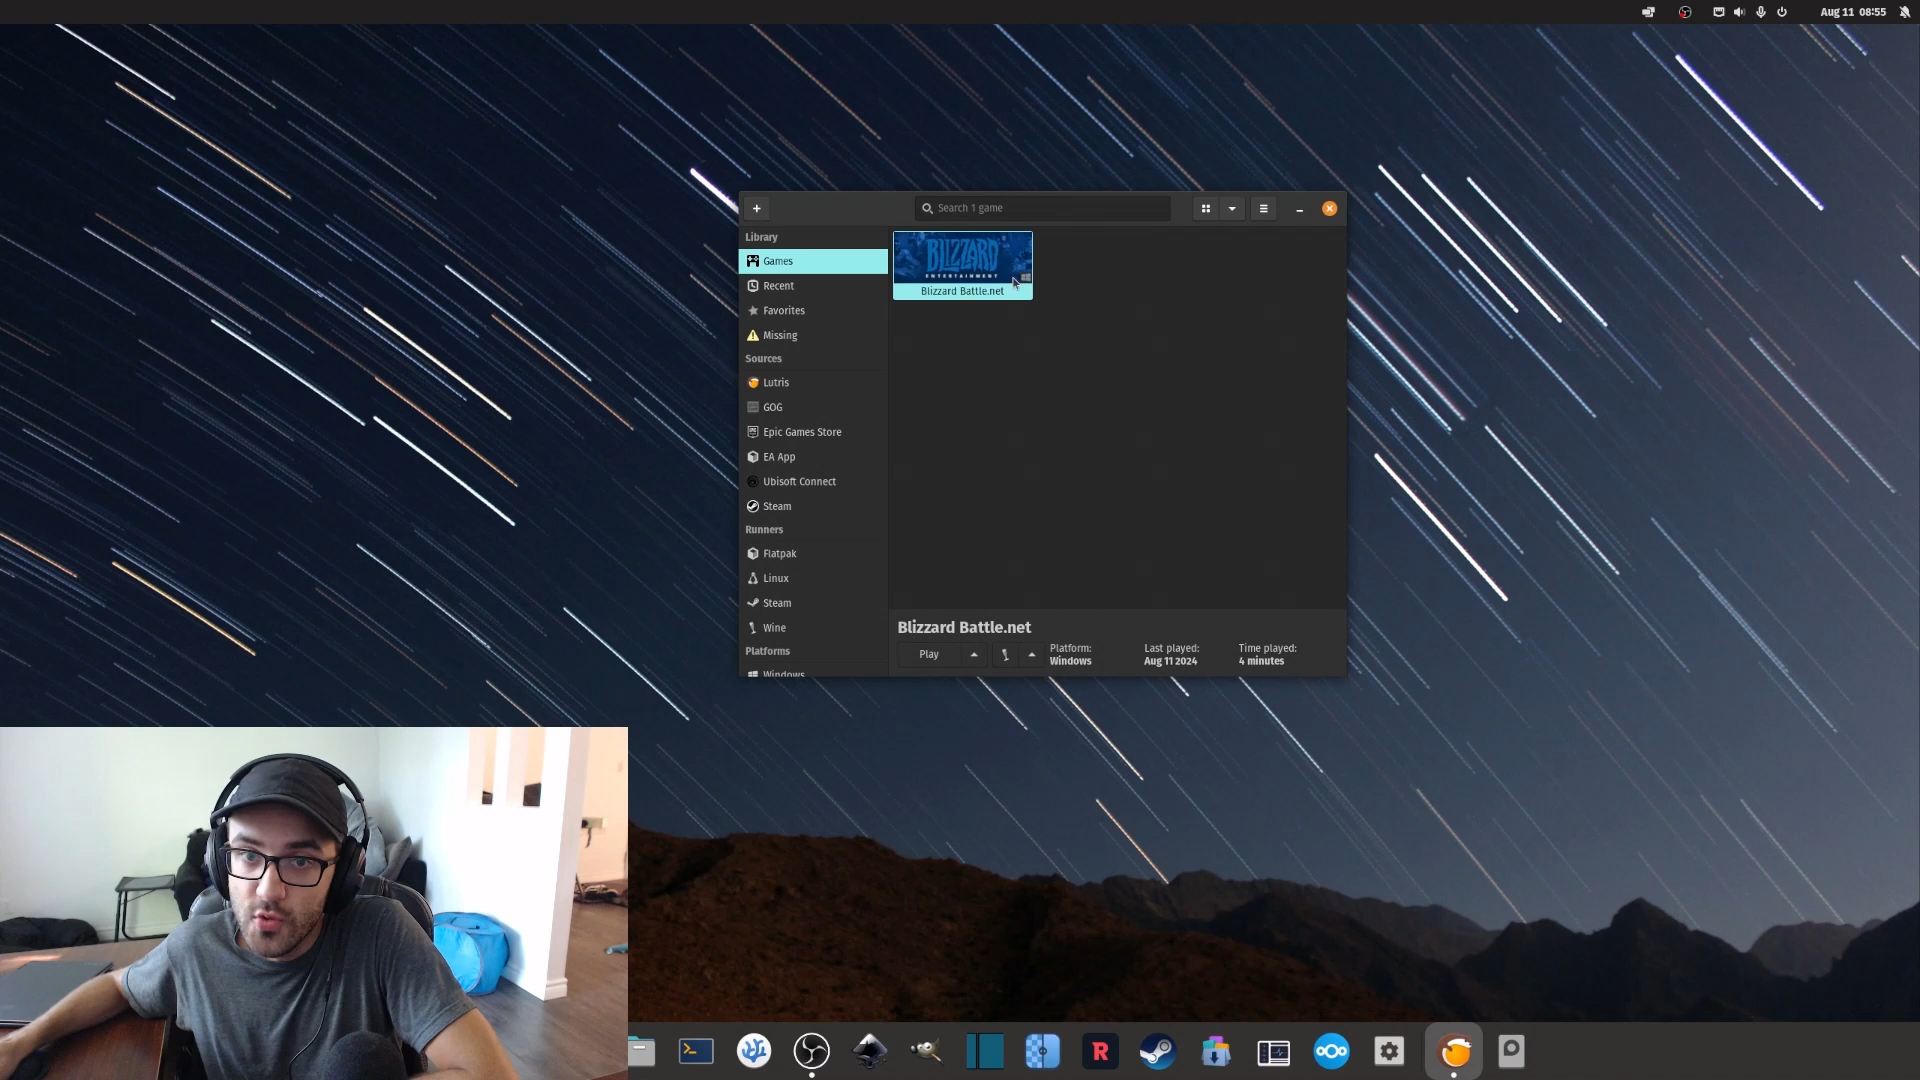 Aug 11 08:55
Search 1 game
Library
Games
Recent
Favorites
Missing
Sources
Lutris
GOG
Epic Games Store
EA App
Ubisoft Connect
Steam
Runners
Flatpak
Linux
Steam
Wine
Platforms
Windows
BLIZZARD
ENTERTAINMENT
Blizzard Battle.net
Blizzard Battle.net
Play
Platform:
Windows
Last played:
Aug 11 2024
Time played:
4 minutes
R